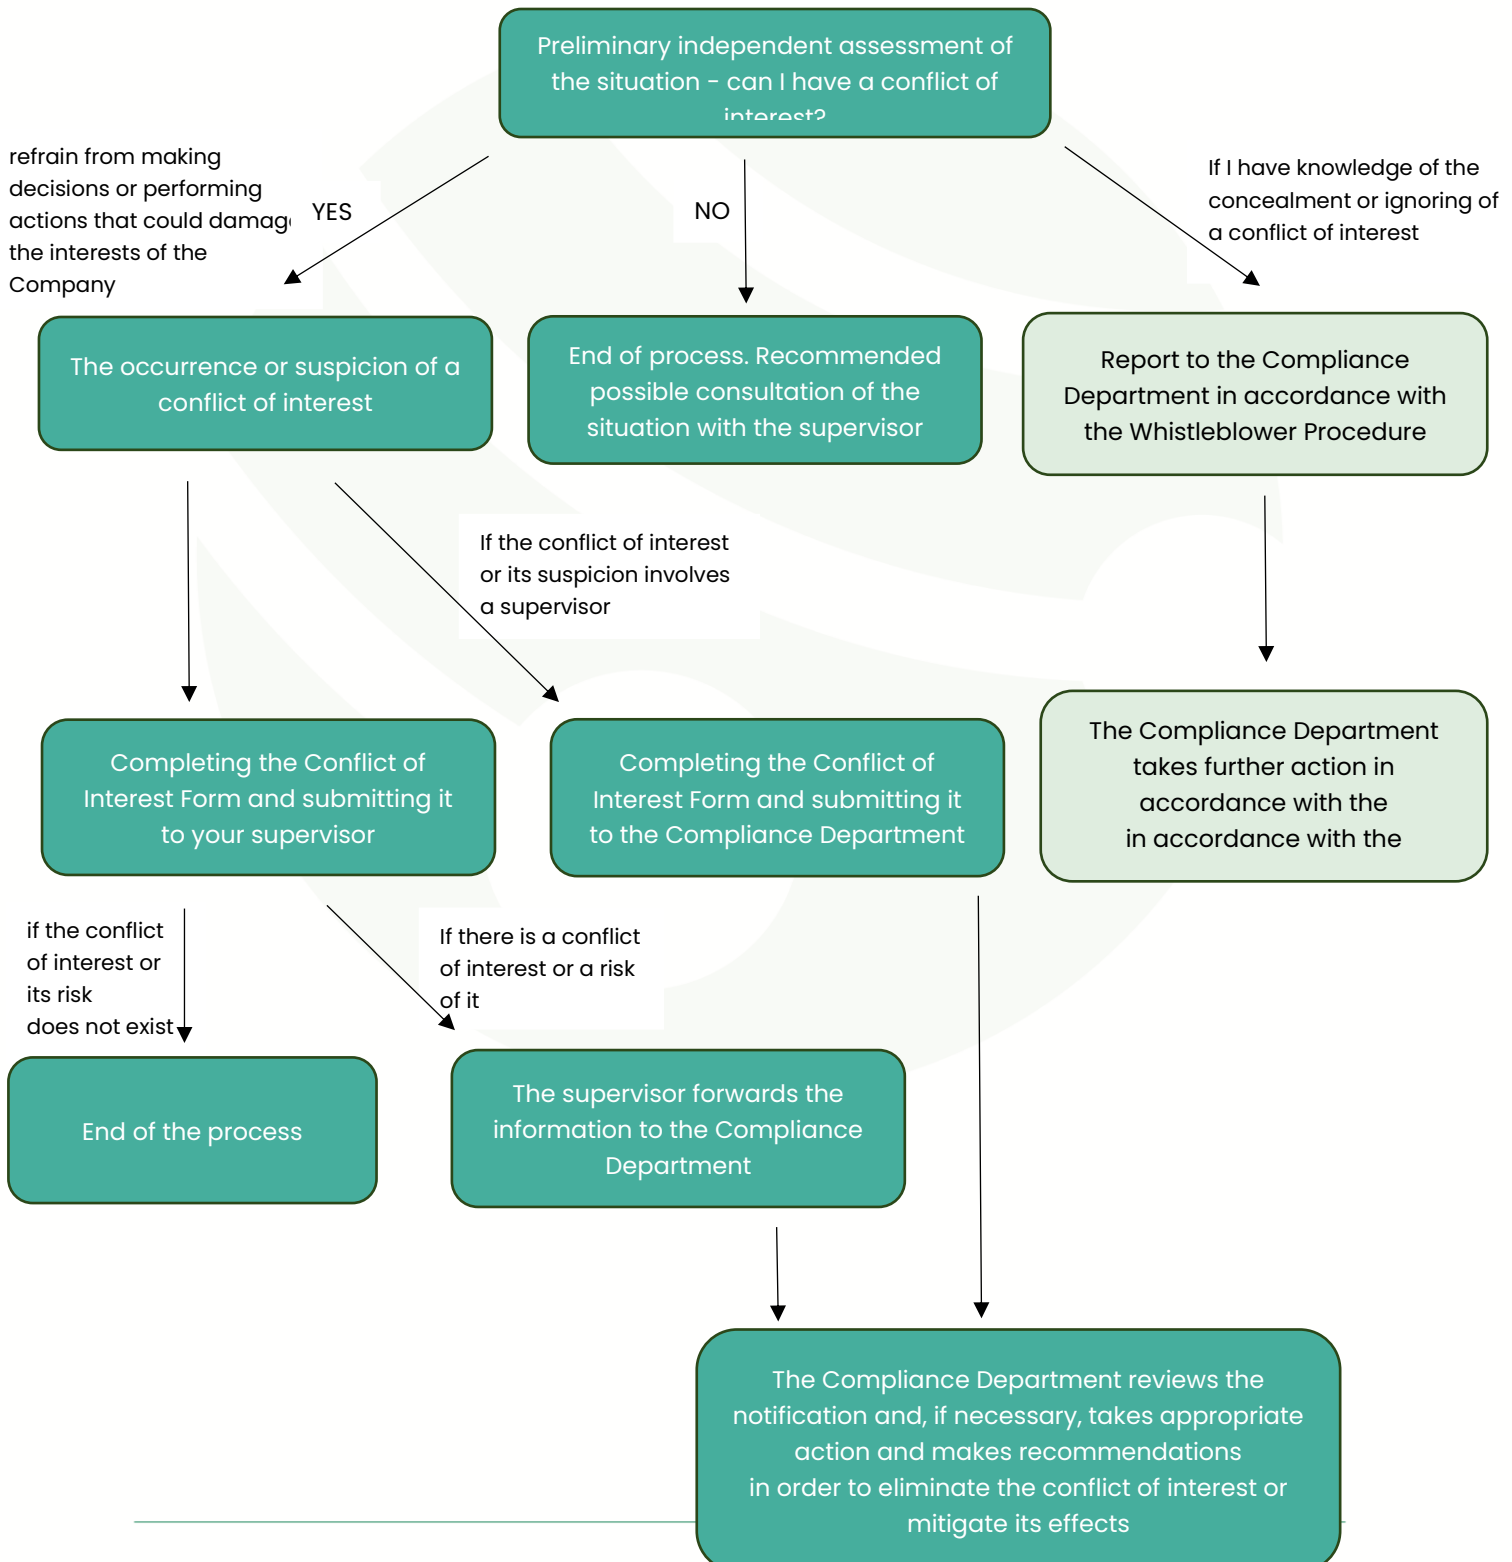 Preliminary independent assessment of
the situation - can I have a conflict of
interest?
refrain from making
decisions or performing
actions that could damage
the interests of the
Company
YES
NO
If I have knowledge of the
concealment or ignoring of
a conflict of interest
The occurrence or suspicion of a
conflict of interest
End of process. Recommended
possible consultation of the
situation with the supervisor
Report to the Compliance
Department in accordance with
the Whistleblower Procedure
If the conflict of interest
or its suspicion involves
a supervisor
Completing the Conflict of
Interest Form and submitting it
to your supervisor
Completing the Conflict of
Interest Form and submitting it
to the Compliance Department
The Compliance Department
takes further action in
accordance with the
in accordance with the
if the conflict
of interest or
its risk
does not exist
If there is a conflict
of interest or a risk
of it
End of the process
The supervisor forwards the
information to the Compliance
Department
The Compliance Department reviews the
notification and, if necessary, takes appropriate
action and makes recommendations
in order to eliminate the conflict of interest or
mitigate its effects